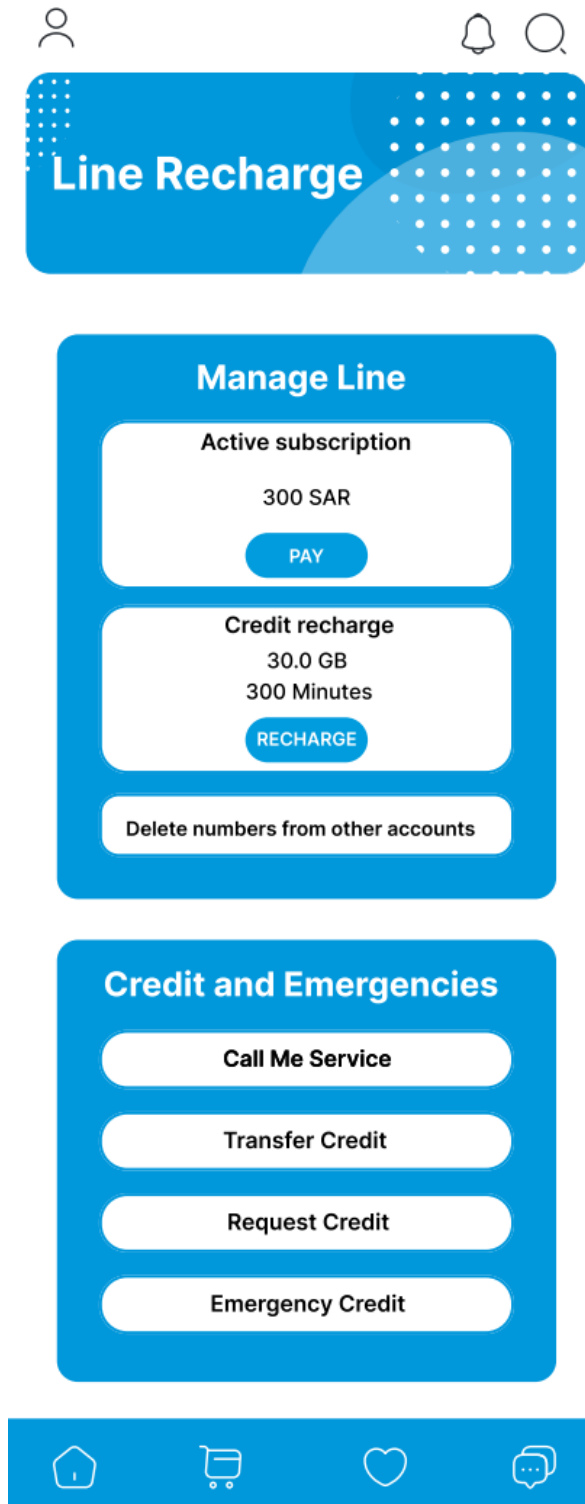 Line Recharge
Manage Line
Active subscription
300 SAR
PAY
Credit recharge
30.0 GB
300 Minutes
RECHARGE
Delete numbers from other accounts
Credit and Emergencies
Call Me Service
Transfer Credit
Request Credit
Emergency Credit